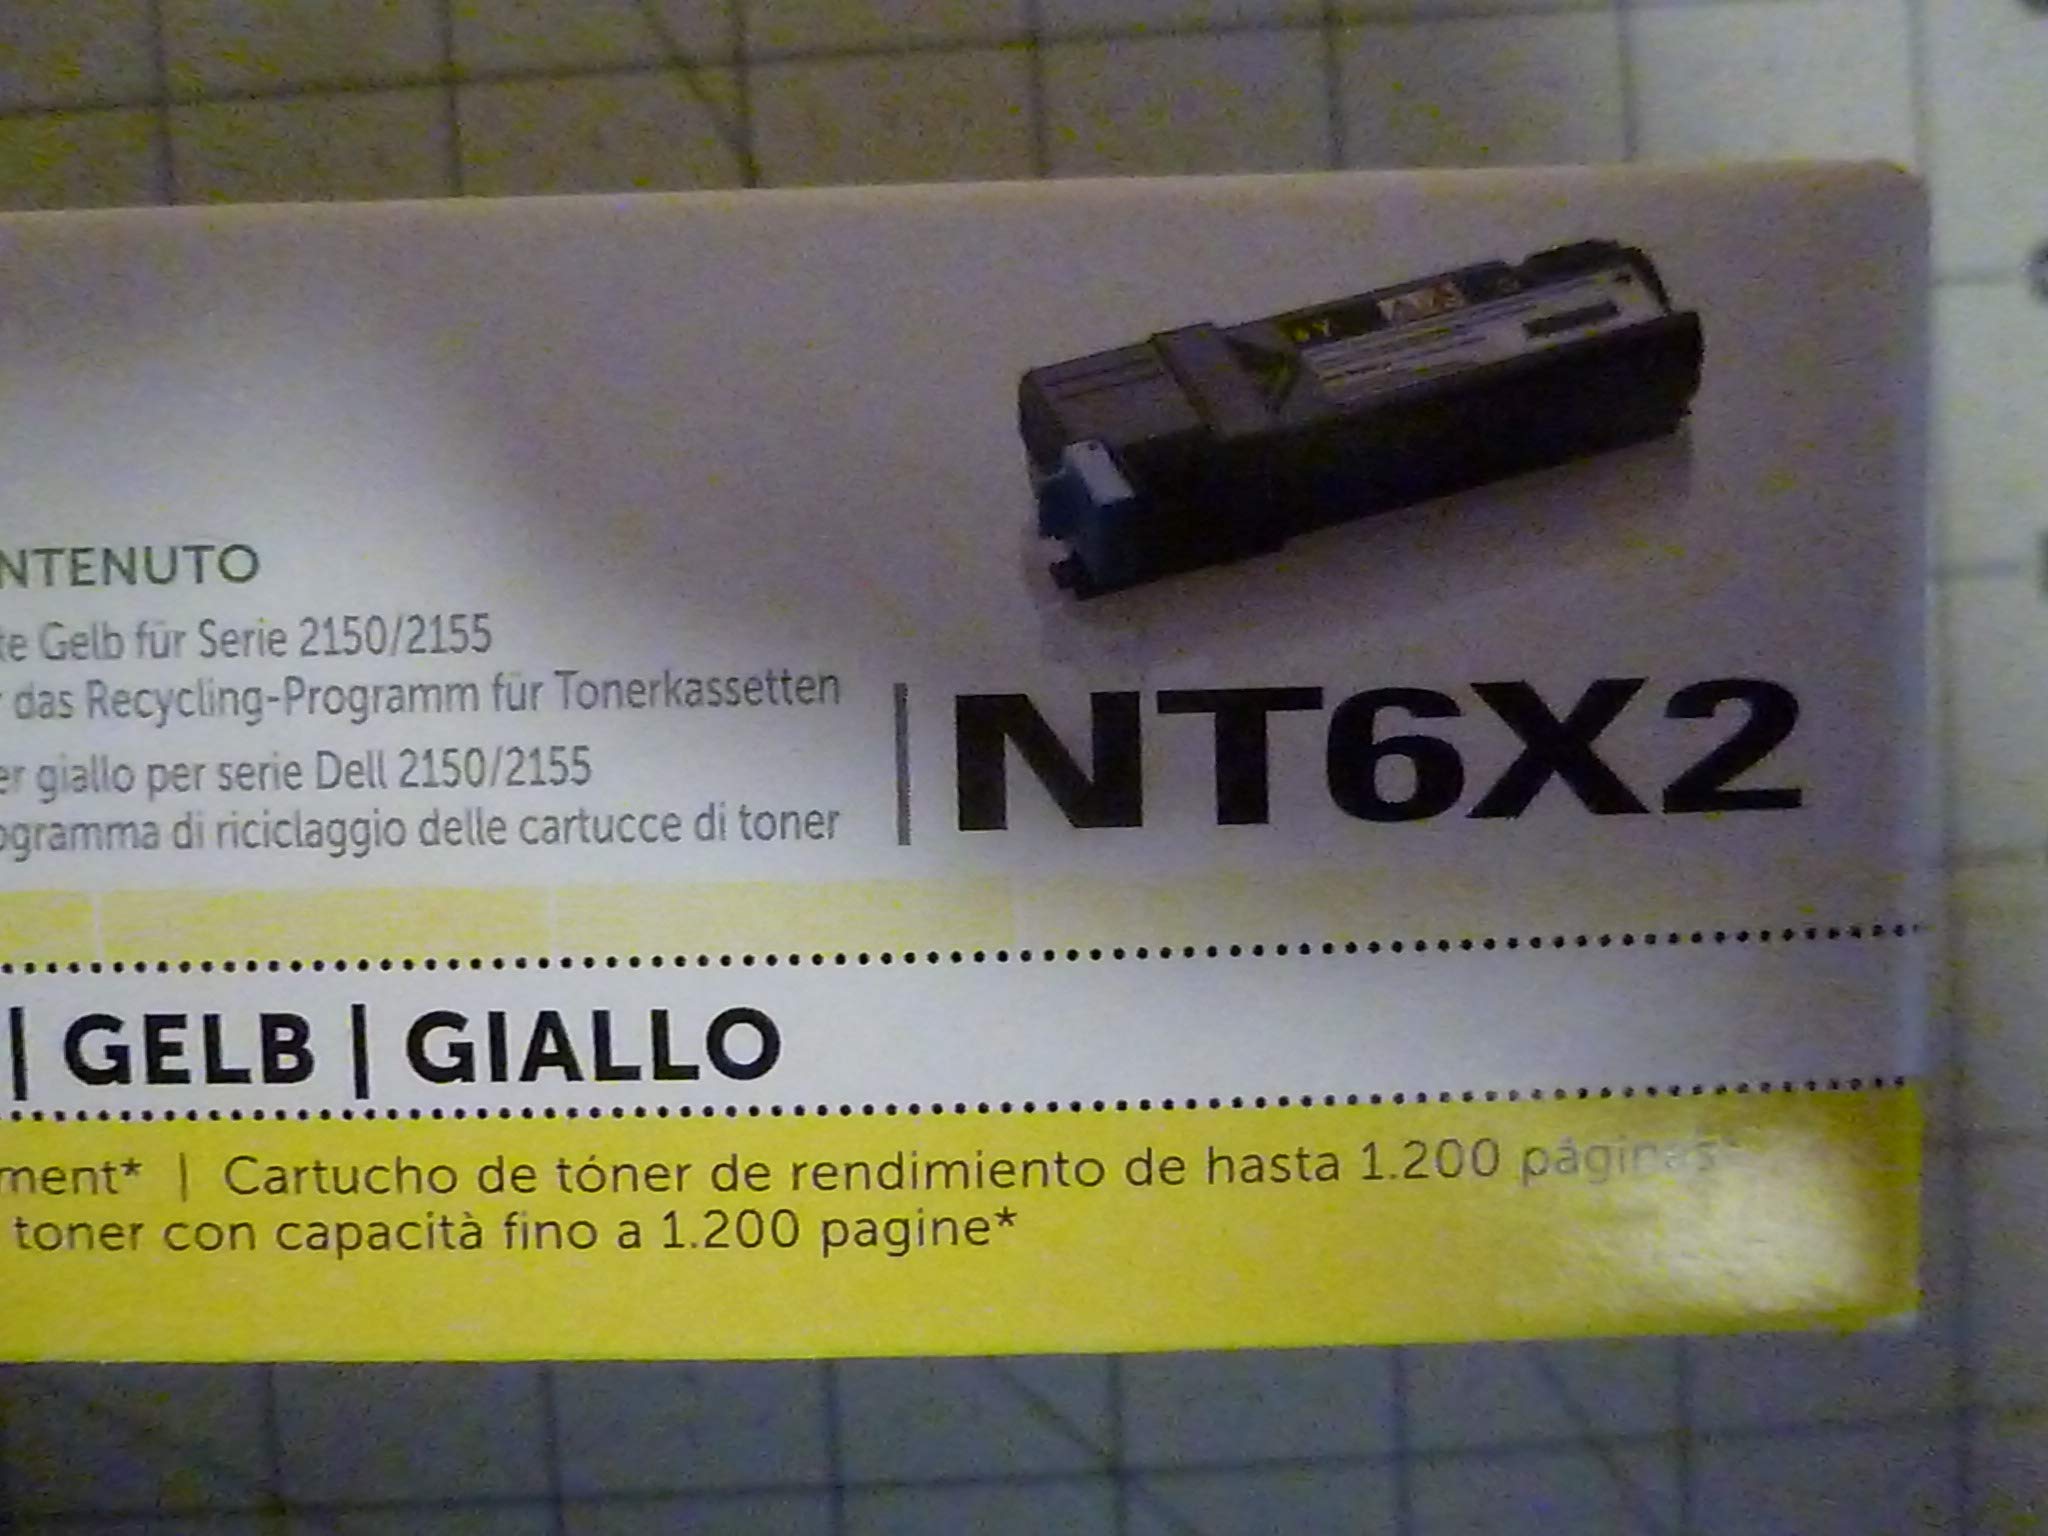 NTENUTO
te Gelb für Serie 2150/2155
r das Recycling-Programm für Tonerkassetten
er giallo per serie Dell 2150/2155
ogramma di riciclaggio delle cartucce di toner
| NT6X2
| GELB | GIALLO
ment* | Cartucho de tóner de rendimiento de hasta 1.200 páginas*
toner con capacità fino a 1.200 pagine*